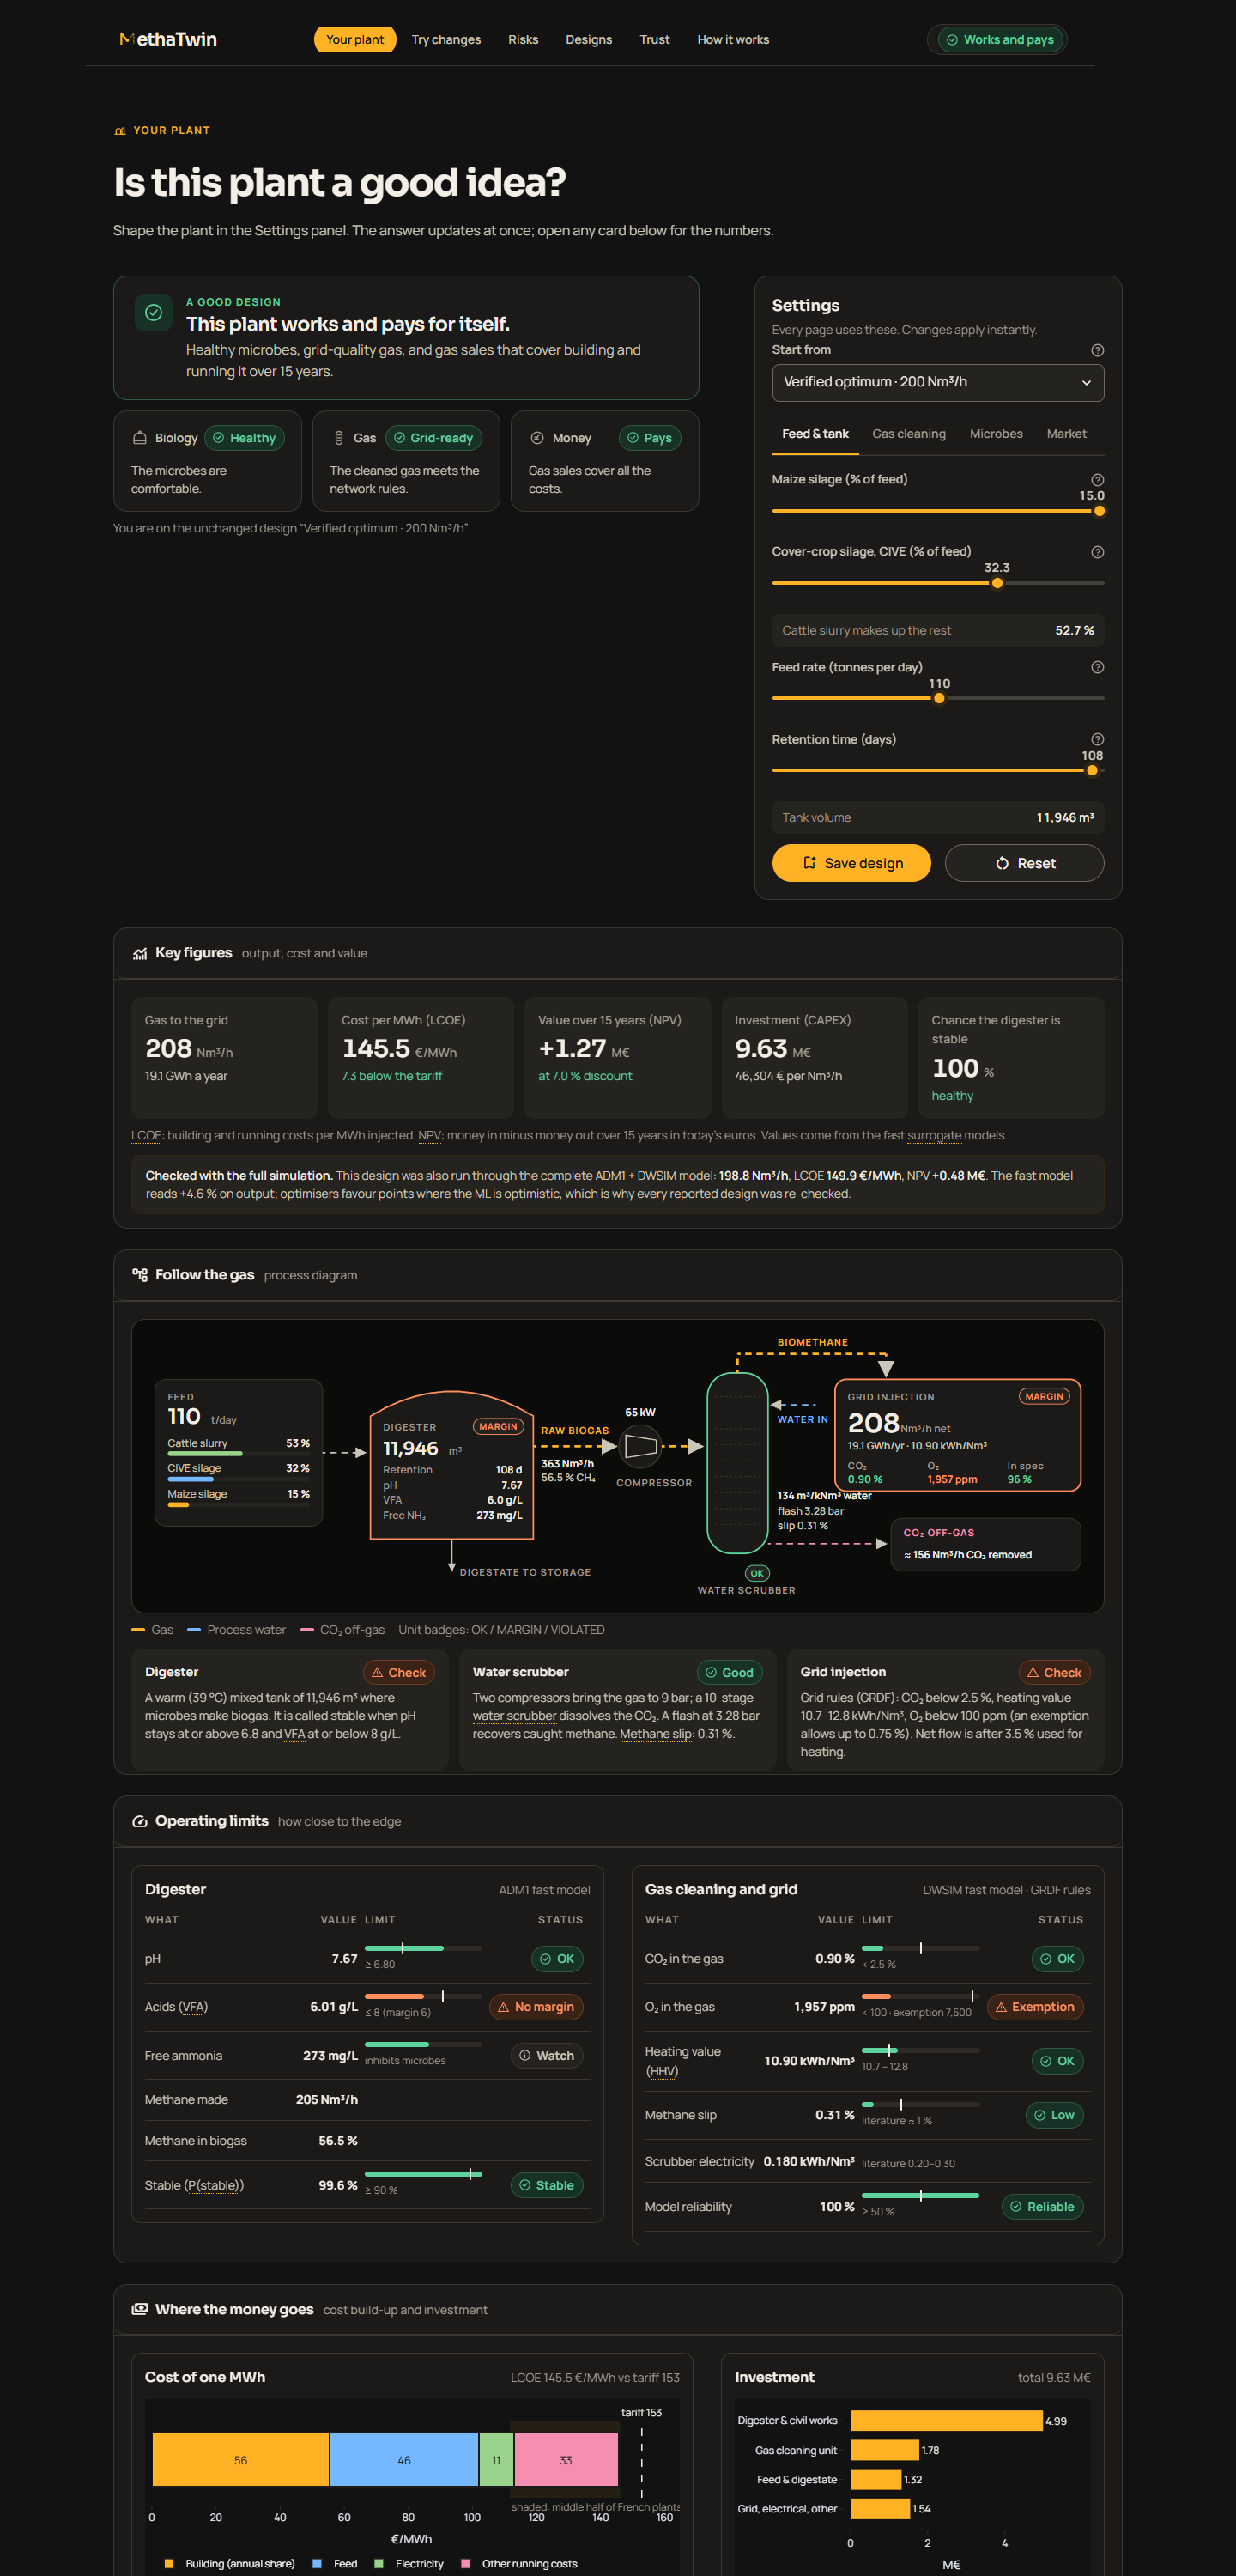 MethaTwin
Your plant
Try changes
Risks
Designs
Trust
How it works
Works and pays
YOUR PLANT
Is this plant a good idea?
Shape the plant in the Settings panel. The answer updates at once; open any card below for the numbers.
A GOOD DESIGN
This plant works and pays for itself.
Healthy microbes, grid-quality gas, and gas sales that cover building and
running it over 15 years.
Biology
Healthy
The microbes are
comfortable.
Gas
Grid-ready
The cleaned gas meets the
network rules.
Money
Pays
Gas sales cover all the
costs.
You are on the unchanged design “Verified optimum · 200 Nm³/h”.
Settings
Every page uses these. Changes apply instantly.
Start from
Verified optimum · 200 Nm³/h
Feed & tank
Gas cleaning
Microbes
Market
Maize silage (% of feed)
15.0
Cover-crop silage, CIVE (% of feed)
32.3
Cattle slurry makes up the rest
52.7 %
Feed rate (tonnes per day)
110
Retention time (days)
108
Tank volume
11,946 m³
Save design
Reset
Key figures output, cost and value
Gas to the grid
208 Nm³/h
19.1 GWh a year
Cost per MWh (LCOE)
145.5 €/MWh
7.3 below the tariff
Value over 15 years (NPV)
+1.27 M€
at 7.0 % discount
Investment (CAPEX)
9.63 M€
46,304 € per Nm³/h
Chance the digester is
stable
100 %
healthy
LCOE: building and running costs per MWh injected. NPV: money in minus money out over 15 years in today's euros. Values come from the fast surrogate models.
Checked with the full simulation. This design was also run through the complete ADM1 + DWSIM model: 198.8 Nm³/h, LCOE 149.9 €/MWh, NPV +0.48 M€. The fast model
reads +4.6 % on output; optimisers favour points where the ML is optimistic, which is why every reported design was re-checked.
Follow the gas process diagram
FEED
110 t/day
Cattle slurry 53 %
CIVE silage 32 %
Maize silage 15 %
DIGESTER
MARGIN
11,946 m³
Retention 108 d
pH 7.67
VFA 6.0 g/L
Free NH₃ 273 mg/L
DIGESTATE TO STORAGE
RAW BIOGAS
363 Nm³/h
56.5 % CH₄
65 kW
COMPRESSOR
BIOMETHANE
WATER IN
134 m³/kNm³ water
flash 3.28 bar
slip 0.31 %
OK
WATER SCRUBBER
GRID INJECTION
MARGIN
208 Nm³/h net
19.1 GWh/yr · 10.90 kWh/Nm³
CO₂ O₂ In spec
0.90 % 1,957 ppm 96 %
CO₂ OFF-GAS
≈ 156 Nm³/h CO₂ removed
Gas
Process water
CO₂ off-gas
Unit badges: OK / MARGIN / VIOLATED
Digester
Check
A warm (39 °C) mixed tank of 11,946 m³ where
microbes make biogas. It is called stable when pH
stays at or above 6.8 and VFA at or below 8 g/L.
Water scrubber
Good
Two compressors bring the gas to 9 bar; a 10-stage
water scrubber dissolves the CO₂. A flash at 3.28 bar
recovers caught methane. Methane slip: 0.31 %.
Grid injection
Check
Grid rules (GRDF): CO₂ below 2.5 %, heating value
10.7–12.8 kWh/Nm³, O₂ below 100 ppm (an exemption
allows up to 0.75 %). Net flow is after 3.5 % used for
heating.
Operating limits how close to the edge
Digester
ADM1 fast model
WHAT VALUE LIMIT STATUS
pH 7.67 ≥ 6.80 OK
Acids (VFA) 6.01 g/L ≤ 8 (margin 6) No margin
Free ammonia 273 mg/L inhibits microbes Watch
Methane made 205 Nm³/h
Methane in biogas 56.5 %
Stable (P(stable)) 99.6 % ≥ 90 % Stable
Gas cleaning and grid
DWSIM fast model · GRDF rules
WHAT VALUE LIMIT STATUS
CO₂ in the gas 0.90 % < 2.5 % OK
O₂ in the gas 1,957 ppm < 100 · exemption 7,500 Exemption
Heating value
(HHV) 10.90 kWh/Nm³ 10.7 – 12.8 OK
Methane slip 0.31 % literature ≈ 1 % Low
Scrubber electricity 0.180 kWh/Nm³ literature 0.20–0.30
Model reliability 100 % ≥ 50 % Reliable
Where the money goes cost build-up and investment
Cost of one MWh
LCOE 145.5 €/MWh vs tariff 153
tariff 153
56 46 11 33
shaded: middle half of French plants
0 20 40 60 80 100 120 140 160
€/MWh
Building (annual share) Feed Electricity Other running costs
Investment
total 9.63 M€
Digester & civil works 4.99
Gas cleaning unit 1.78
Feed & digestate 1.32
Grid, electrical, other 1.54
0 2 4
M€